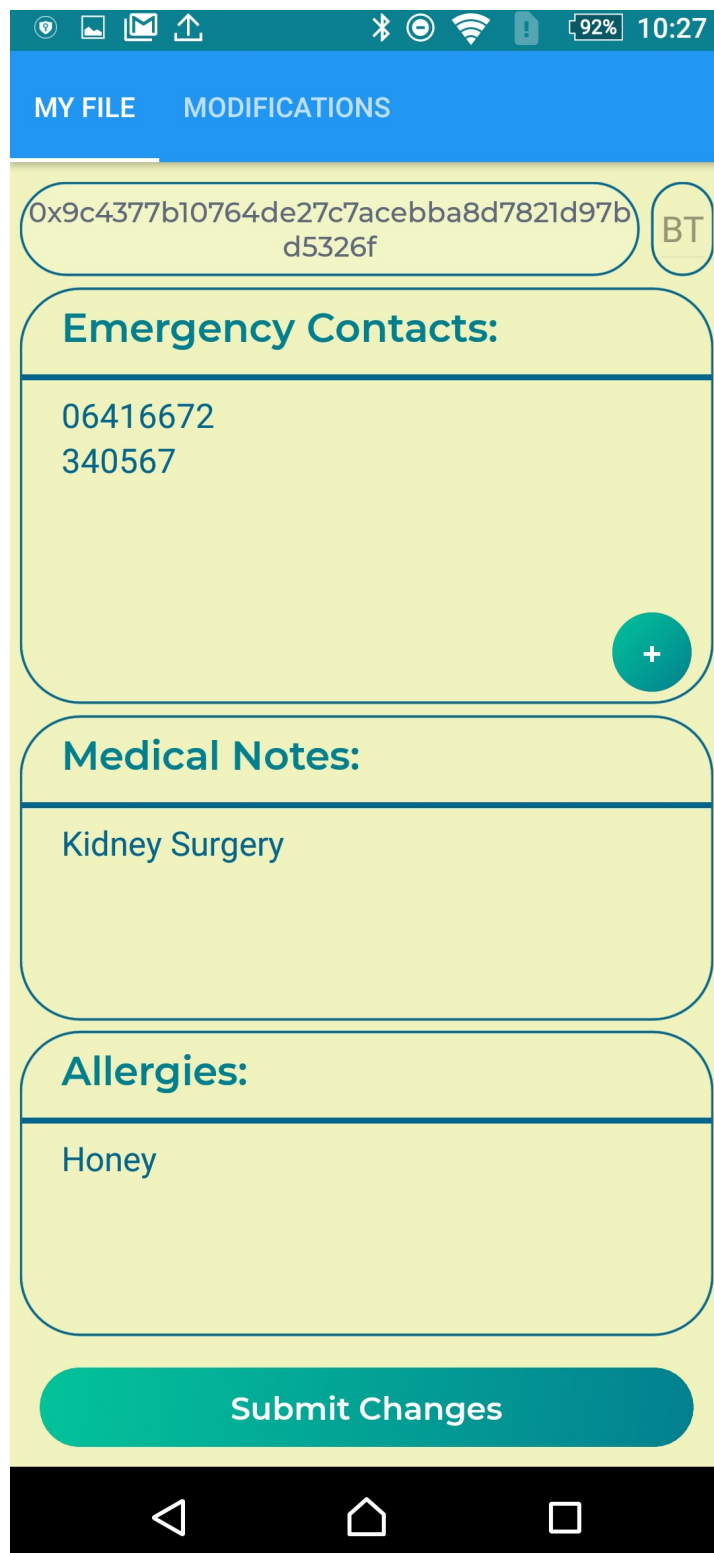 92% 10:27
MY FILE MODIFICATIONS
0x9c4377b10764de27c7acebba8d7821d97b
d5326f
BT
Emergency Contacts:
06416672
340567
+
Medical Notes:
Kidney Surgery
Allergies:
Honey
Submit Changes